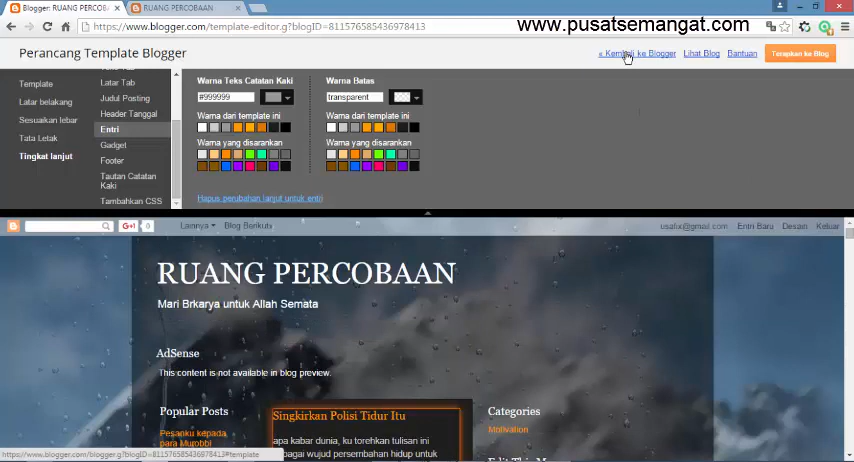 Blogger: RUANG PERCOBA
RUANG PERCOBAAN
www.pusatsemangat.com
https://www.blogger.com/template-editor.g?blogID=811576585436978413
Perancang Template Blogger
« Kembali ke Blogger
Lihat Blog
Bantuan
Terapkan ke Blog
Template
Latar belakang
Sesuaikan lebar
Tata Letak
Tingkat lanjut
Latar Tab
Judul Posting
Header Tanggal
Entri
Gadget
Footer
Tautan Catatan
Kaki
Tambahkan CSS
Warna Teks Catatan Kaki
#999999
Warna dari template ini
Warna yang disarankan
Warna Batas
transparent
Warna dari template ini
Warna yang disarankan
Hapus perubahan lanjut untuk entri
G+1 0
Lainnya
Blog Berikut»
usafix@gmail.com
Entri Baru
Desain
Keluar
RUANG PERCOBAAN
Mari Brkarya untuk Allah Semata
AdSense
This content is not available in blog preview.
Popular Posts
Pesanku kepada
para Murobbi
Singkirkan Polisi Tidur Itu
apa kabar dunia, ku torehkan tulisan ini
bagai wujud persembahan hidup untuk
Categories
Motivation
https://www.blogger.com/blogger.g?blogID=811576585436978413#template